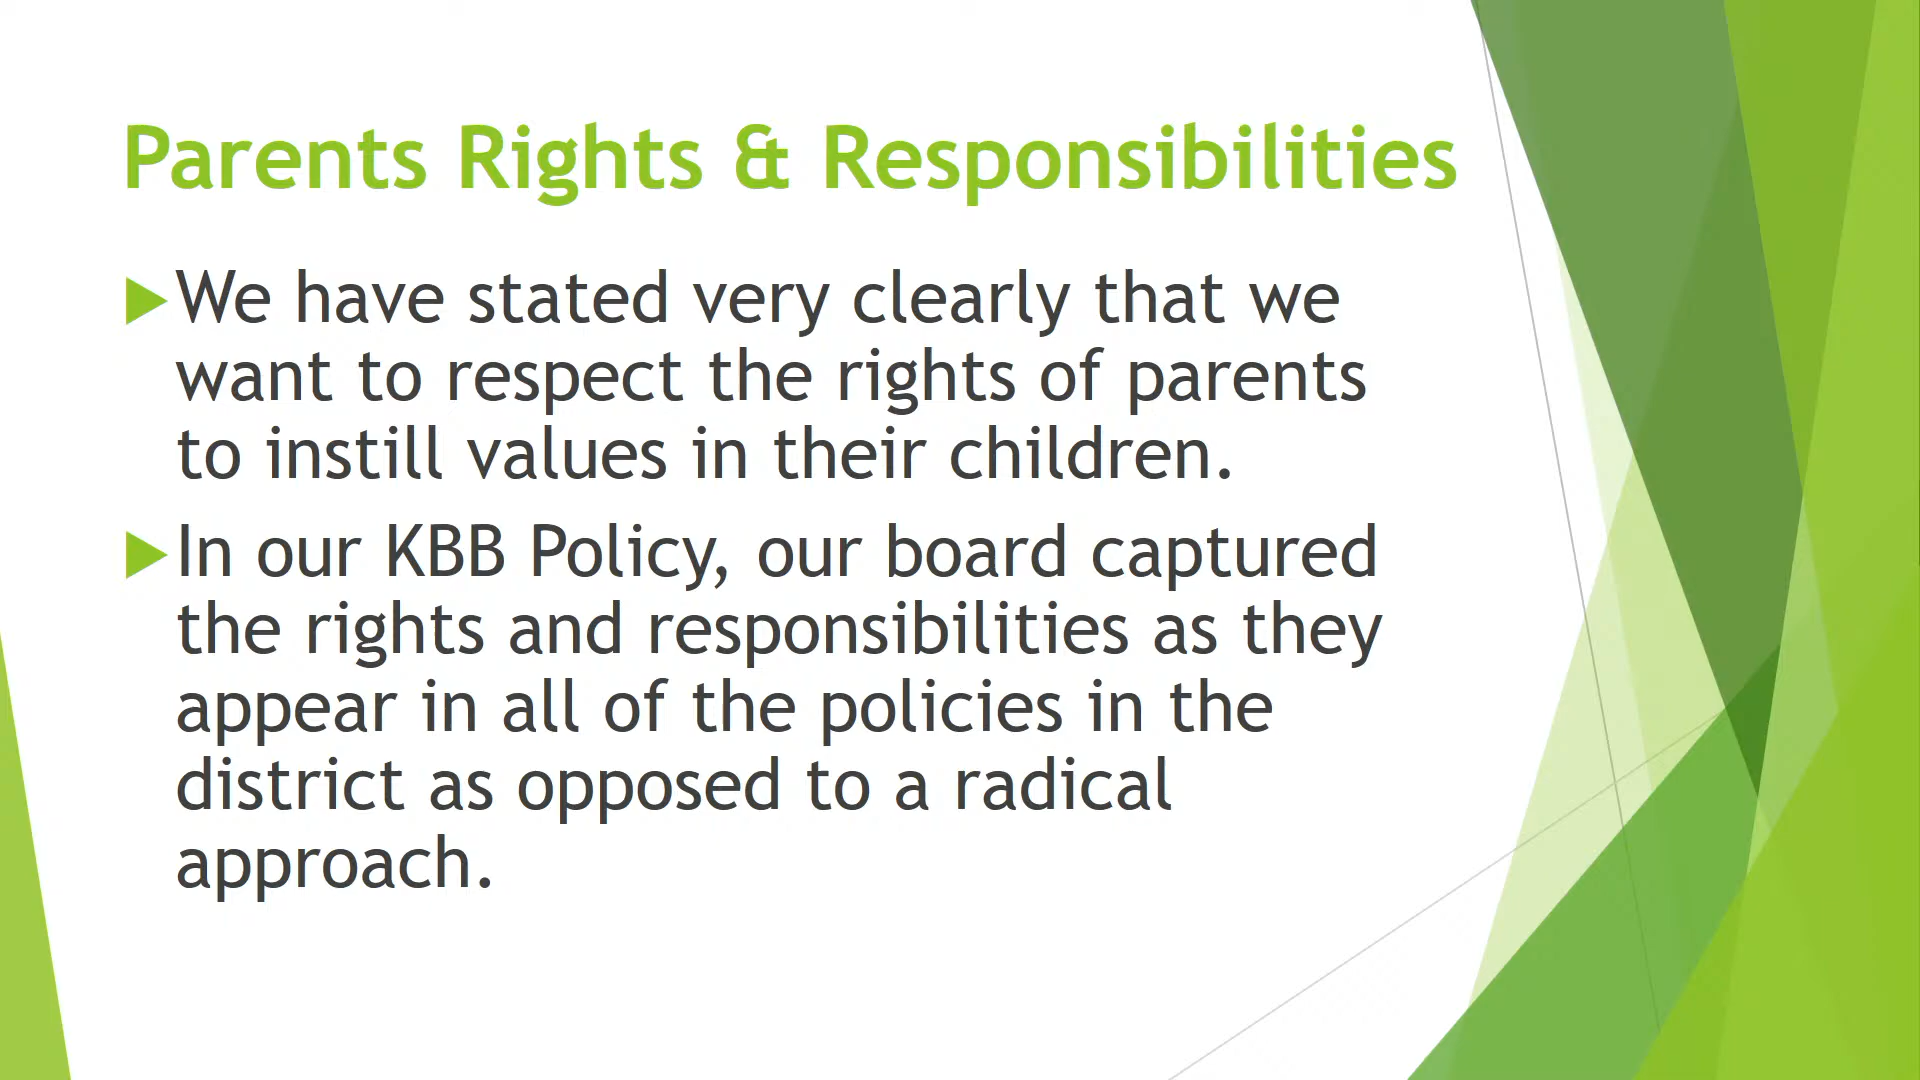 Parents Rights & Responsibilities
We have stated very clearly that we
want to respect the rights of parents
to instill values in their children.
In our KBB Policy, our board captured
the rights and responsibilities as they
appear in all of the policies in the
district as opposed to a radical
approach.